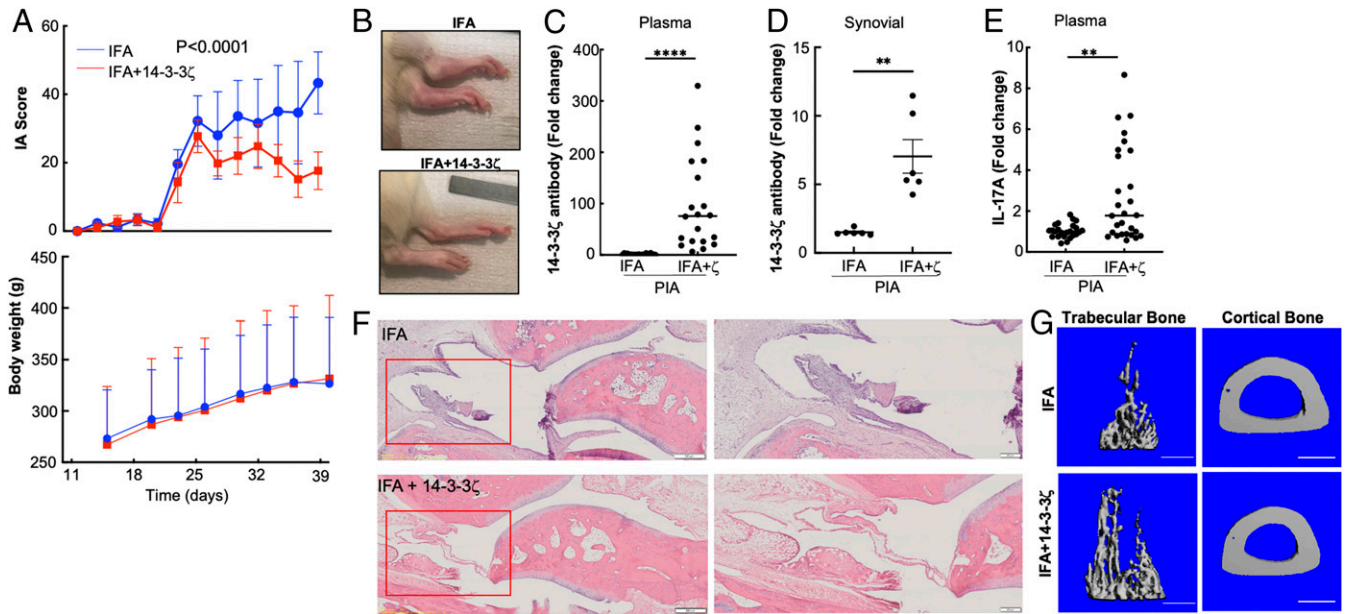 A
IFA
IFA+14-3-3ζ
P<0.0001
IA Score
60
40
20
0
Body weight (g)
450
400
350
300
250
11 18 25 32 39
Time (days)
B
IFA
IFA+14-3-3ζ
C
Plasma
****
14-3-3ζ antibody (Fold change)
400
300
200
100
0
IFA IFA+ζ
PIA
D
Synovial
**
14-3-3ζ antibody (Fold change)
15
10
5
0
IFA IFA+ζ
PIA
E
Plasma
**
IL-17A (Fold change)
10
8
6
4
2
0
IFA IFA+ζ
PIA
F
IFA
IFA + 14-3-3ζ
G
Trabecular Bone
Cortical Bone
IFA
IFA+14-3-3ζ